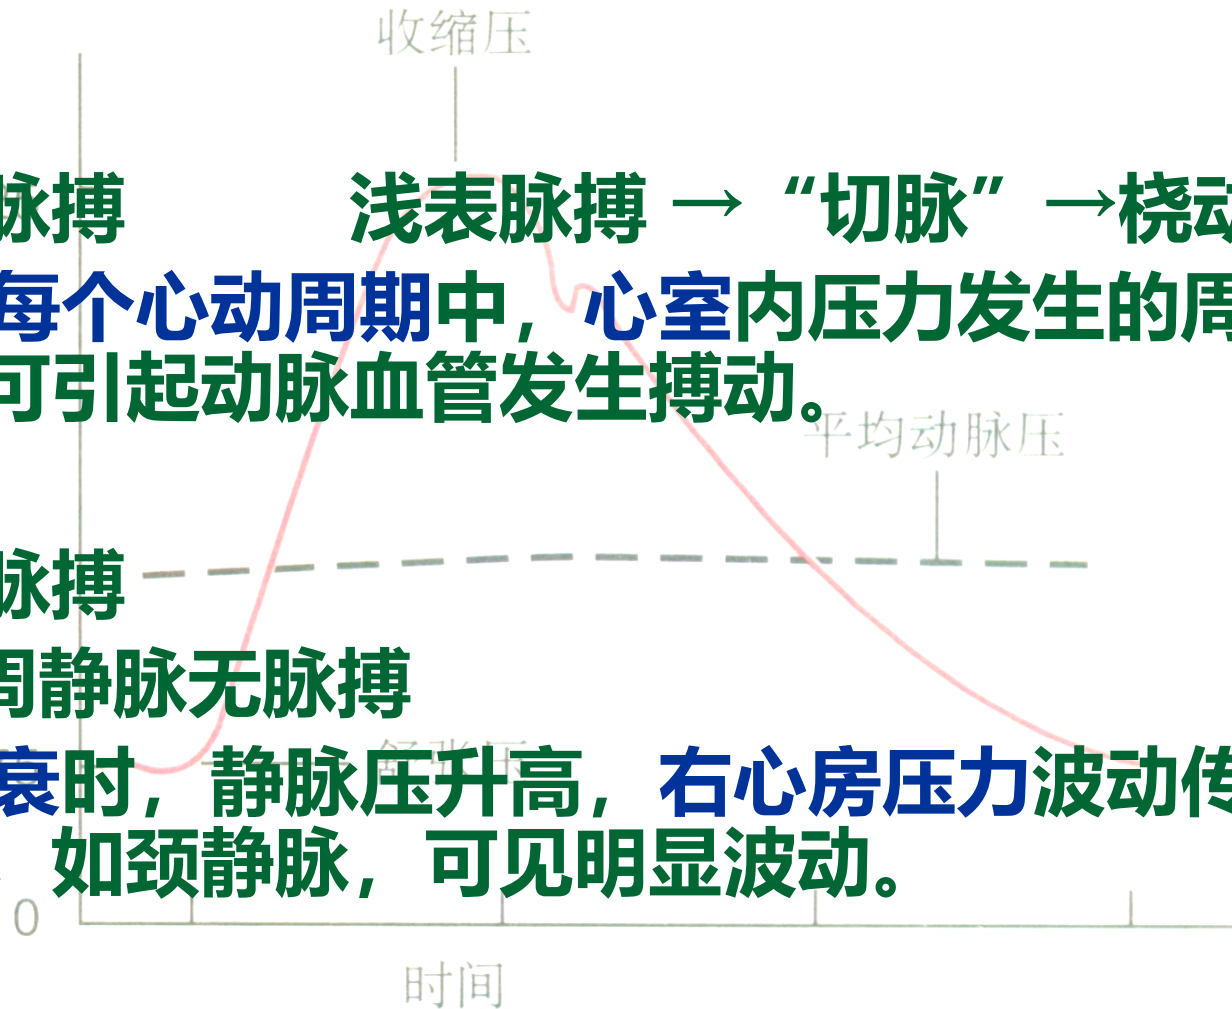 收缩压
脉搏 浅表脉搏 → “切脉” →桡动
每个心动周期中，心室内压力发生的周
可引起动脉血管发生搏动。
平均动脉压
脉搏
周静脉无脉搏
衰时，静脉压升高，右心房压力波动传
舒张压
如颈静脉，可见明显波动。
0
时间